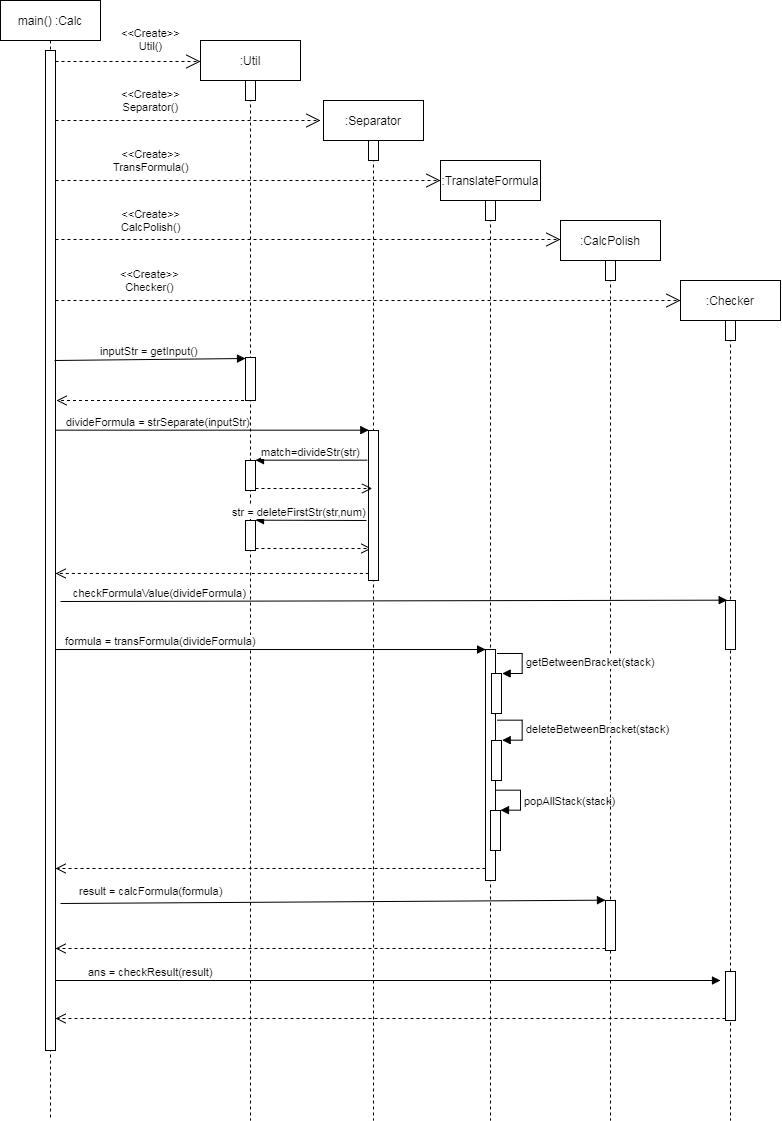 main() :Calc
<<Create>>
Util()
:Util
<<Create>>
Separator()
:Separator
<<Create>>
TransFormula()
:TranslateFormula
<<Create>>
CalcPolish()
:CalcPolish
<<Create>>
Checker()
:Checker
inputStr = getInput()
divideFormula = strSeparate(inputStr)
match=divideStr(str)
str = deleteFirstStr(str,num)
checkFormulaValue(divideFormula)
formula = transFormula(divideFormula)
getBetweenBracket(stack)
deleteBetweenBracket(stack)
popAllStack(stack)
result = calcFormula(formula)
ans = checkResult(result)